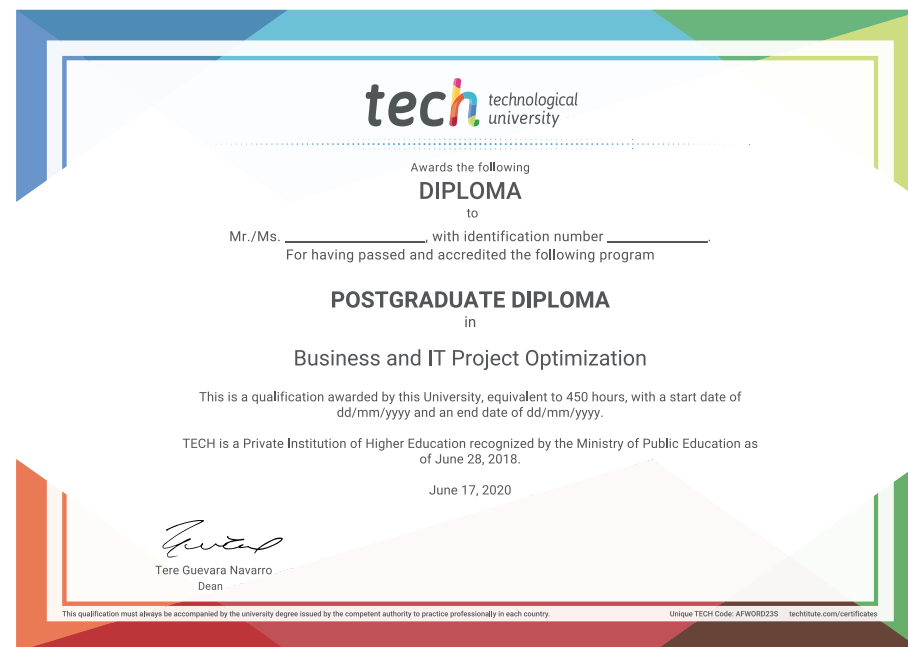 tech technological
university
Awards the following
DIPLOMA
to
Mr./Ms. ____________________, with identification number ______________.
For having passed and accredited the following program
POSTGRADUATE DIPLOMA
in
Business and IT Project Optimization
This is a qualification awarded by this University, equivalent to 450 hours, with a start date of
dd/mm/yyyy and an end date of dd/mm/yyyy.
TECH is a Private Institution of Higher Education recognized by the Ministry of Public Education as
of June 28, 2018.
June 17, 2020
Tere Guevara Navarro
Dean
This qualification must always be accompanied by the university degree issued by the competent authority to practice professionally in each country. Unique TECH Code: AFWORD23S techtitute.com/certificates